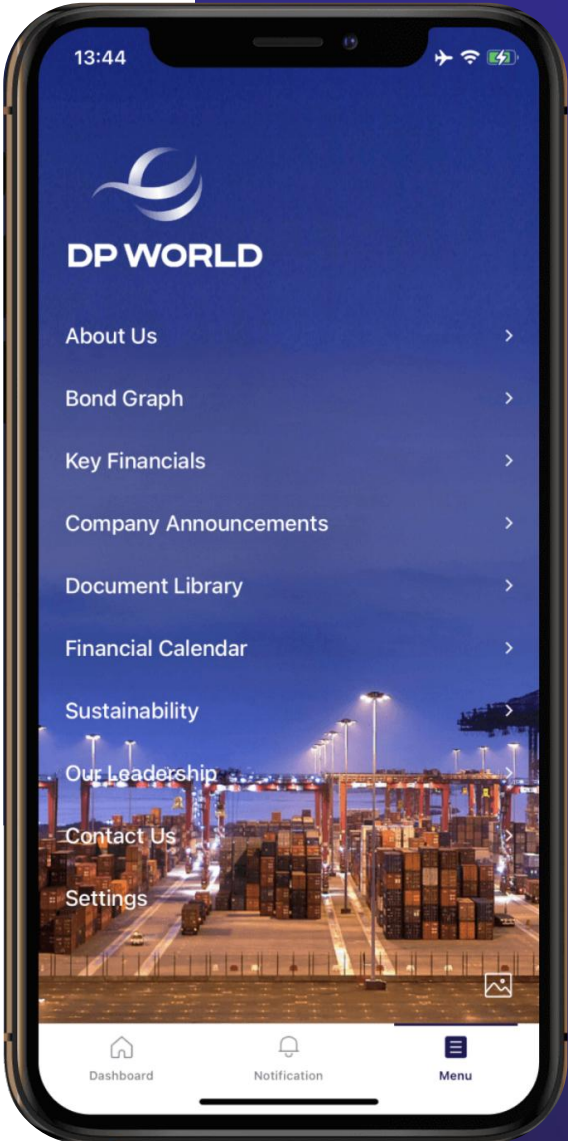 13:44
DP WORLD
About Us
Bond Graph
Key Financials
Company Announcements
Document Library
Financial Calendar
Sustainability
Our Leadership
Contact Us
Settings
Dashboard
Notification
Menu